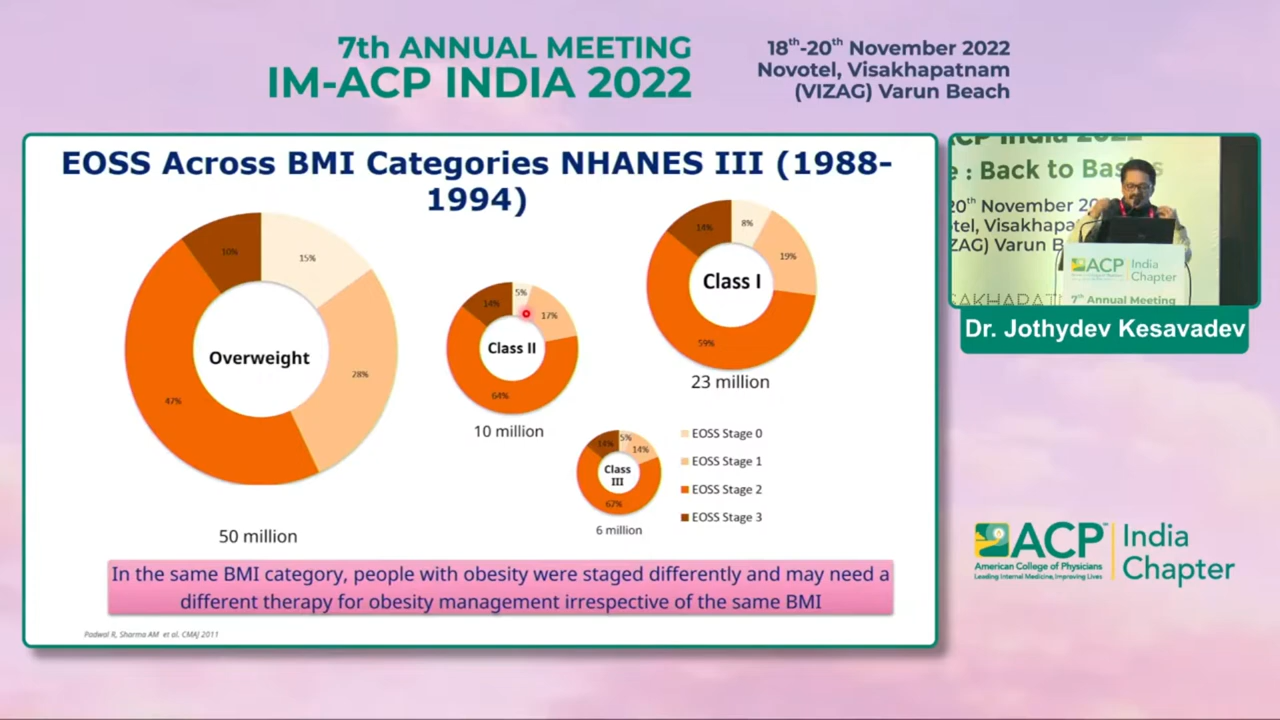 7th ANNUAL MEETING
IM-ACP INDIA 2022
18th-20th November 2022
Novotel, Visakhapatnam
(VIZAG) Varun Beach
EOSS Across BMI Categories NHANES III (1988-
1994)
10%
15%
28%
47%
Overweight
50 million
14%
5%
17%
64%
Class II
10 million
14%
8%
19%
59%
Class I
23 million
14%
5%
14%
67%
Class
III
6 million
EOSS Stage 0
EOSS Stage 1
EOSS Stage 2
EOSS Stage 3
In the same BMI category, people with obesity were staged differently and may need a
different therapy for obesity management irrespective of the same BMI
Padwal R, Sharma AM et al. CMAJ 2011
ACP India 2022
: Back to Bas
20th November 20
tel, Visakhapa
ZAG) Varun B
ACP India
Chapter
7th Annual Meeting
Dr. Jothydev Kesavadev
ACP™
American College of Physicians
Leading Internal Medicine, Improving Lives
India
Chapter